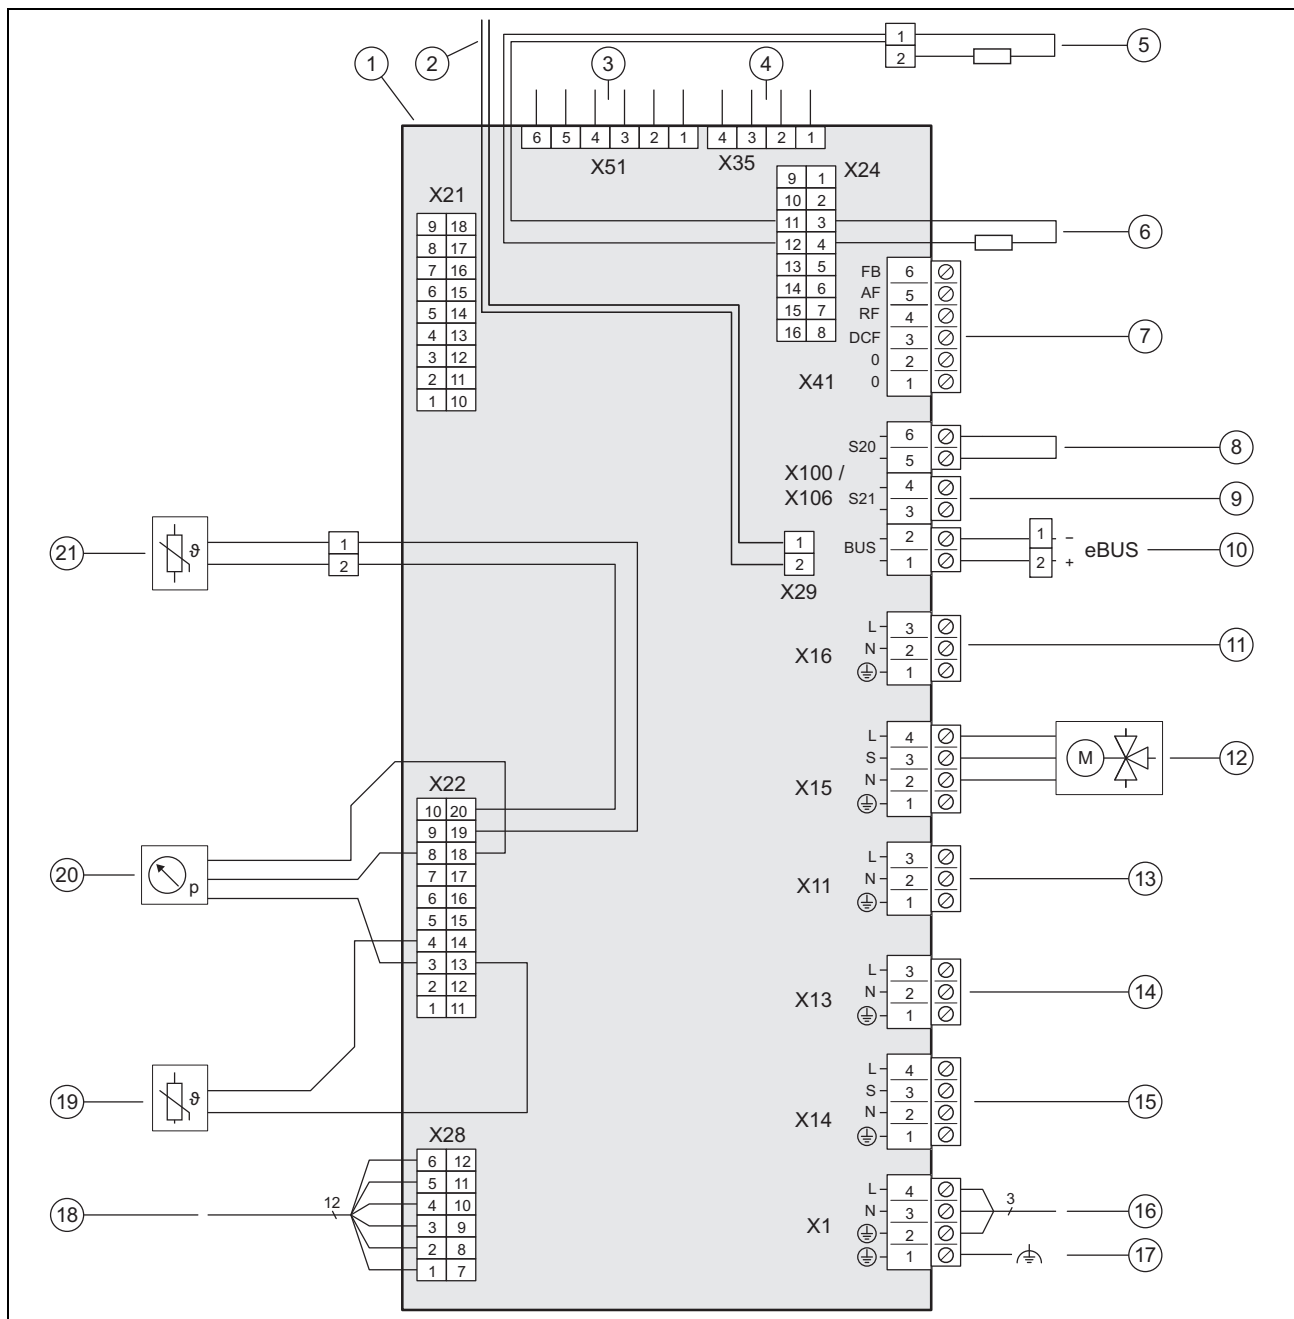 1
2
3
4
1
2
5
6 5 4 3 2 1
4 3 2 1
X51
X35
X24
9 1
10 2
11 3
12 4
13 5
14 6
15 7
16 8
6
X21
9 18
8 17
7 16
6 15
5 14
4 13
3 12
2 11
1 10
FB 6
AF 5
RF 4
DCF 3
0 2
0 1
X41
7
S20
6
5
8
X100 /
X106
S21
4
3
9
BUS
2
1
1 –
2 +
eBUS
10
1
2
X29
21
ϑ
1
2
X16
L 3
N 2
1
11
X15
L 4
S 3
N 2
1
M
12
X22
10 20
9 19
8 18
7 17
6 16
5 15
4 14
3 13
2 12
1 11
20
p
X11
L 3
N 2
1
13
X13
L 3
N 2
1
14
19
ϑ
X14
L 4
S 3
N 2
1
15
X28
6 12
5 11
4 10
3 9
2 8
1 7
18
12
X1
L 4
N 3
2
1
3
16
17